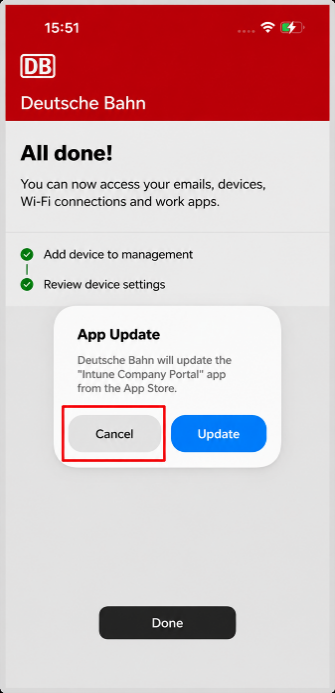 15:51
DB
Deutsche Bahn
All done!
You can now access your emails, devices,
Wi-Fi connections and work apps.
Add device to management
Review device settings
App Update
Deutsche Bahn will update the
"Intune Company Portal" app
from the App Store.
Cancel
Update
Done